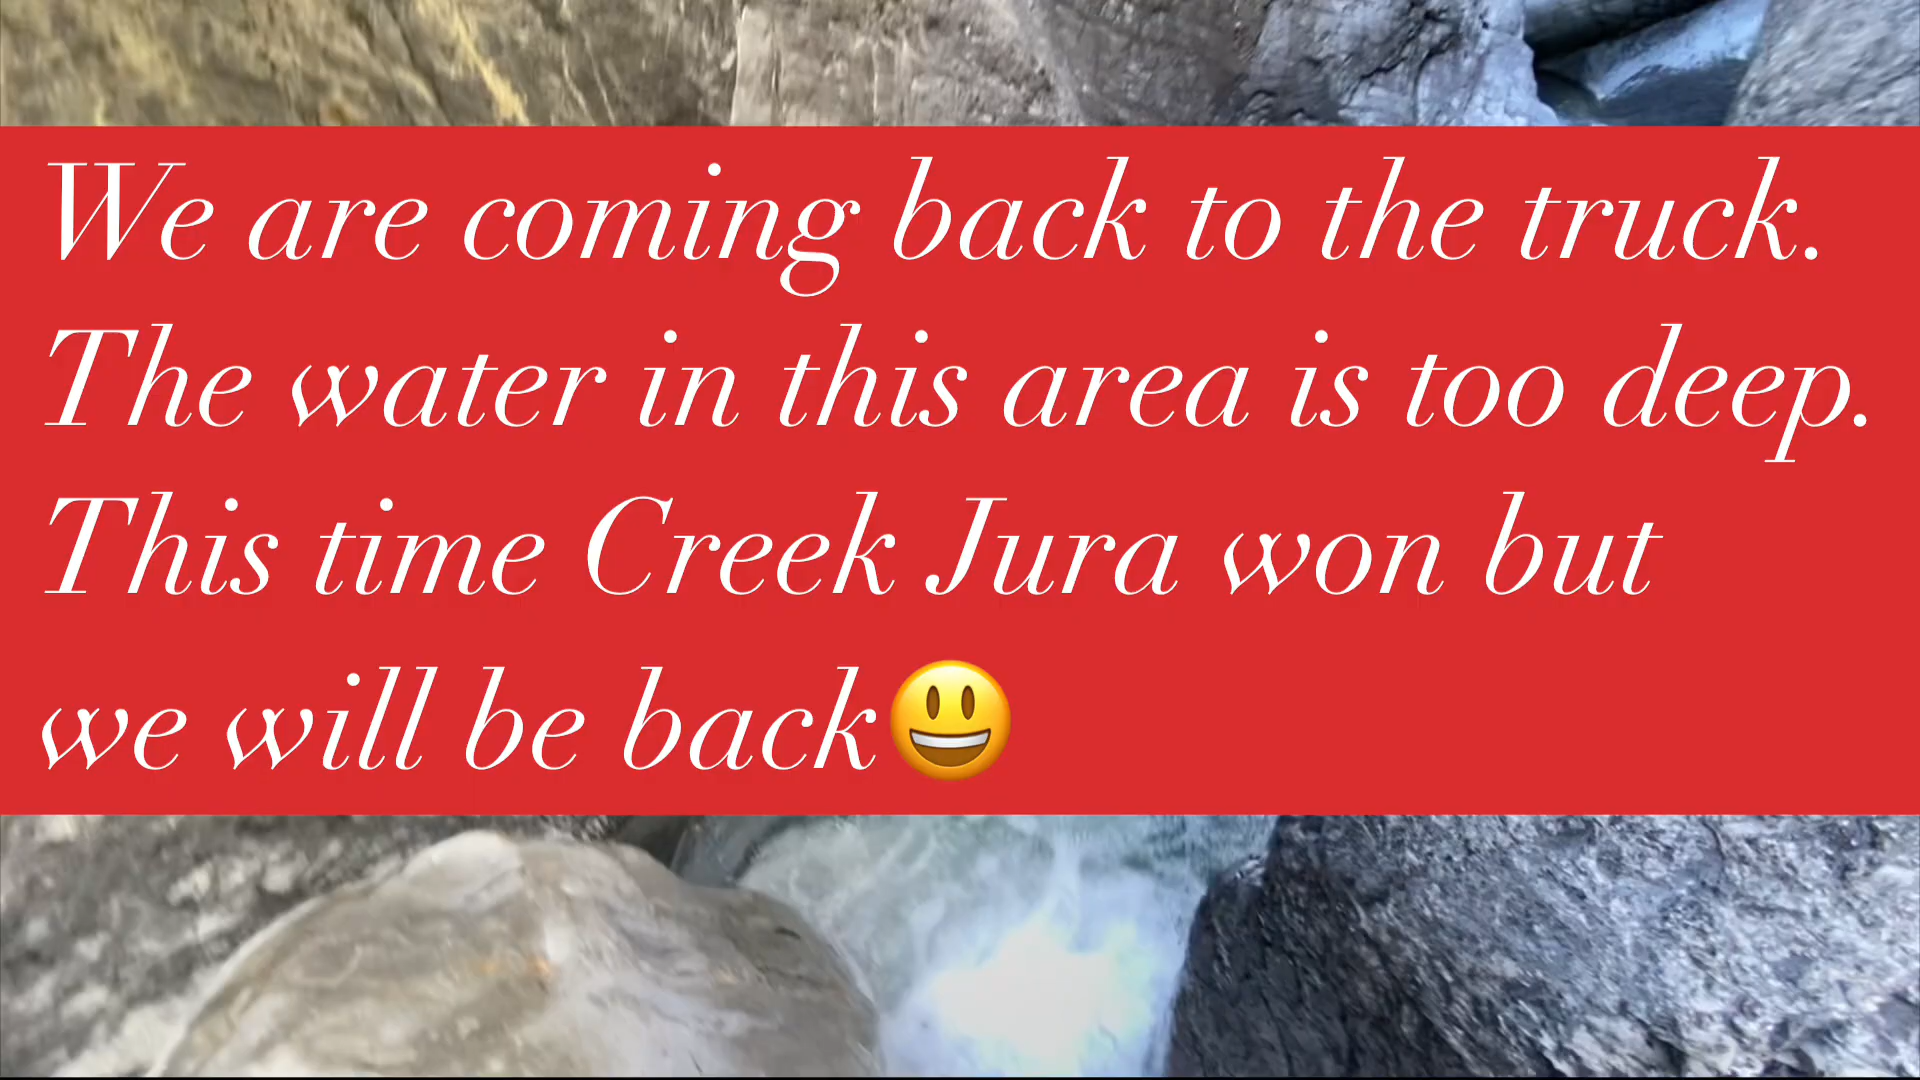 We are coming back to the truck.
The water in this area is too deep.
This time Creek Jura won but
we will be back😃